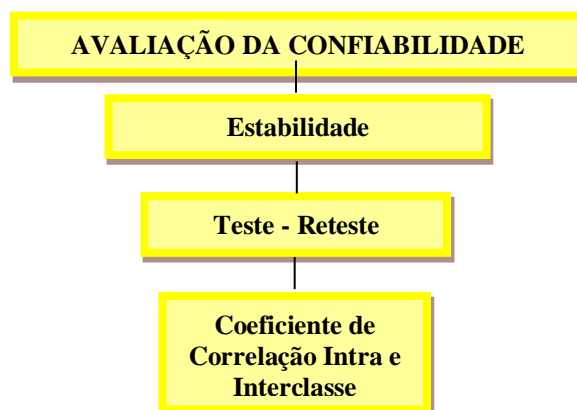 AVALIAÇÃO DA CONFIABILIDADE
Estabilidade
Teste - Reteste
Coeficiente de
Correlação Intra e
Interclasse